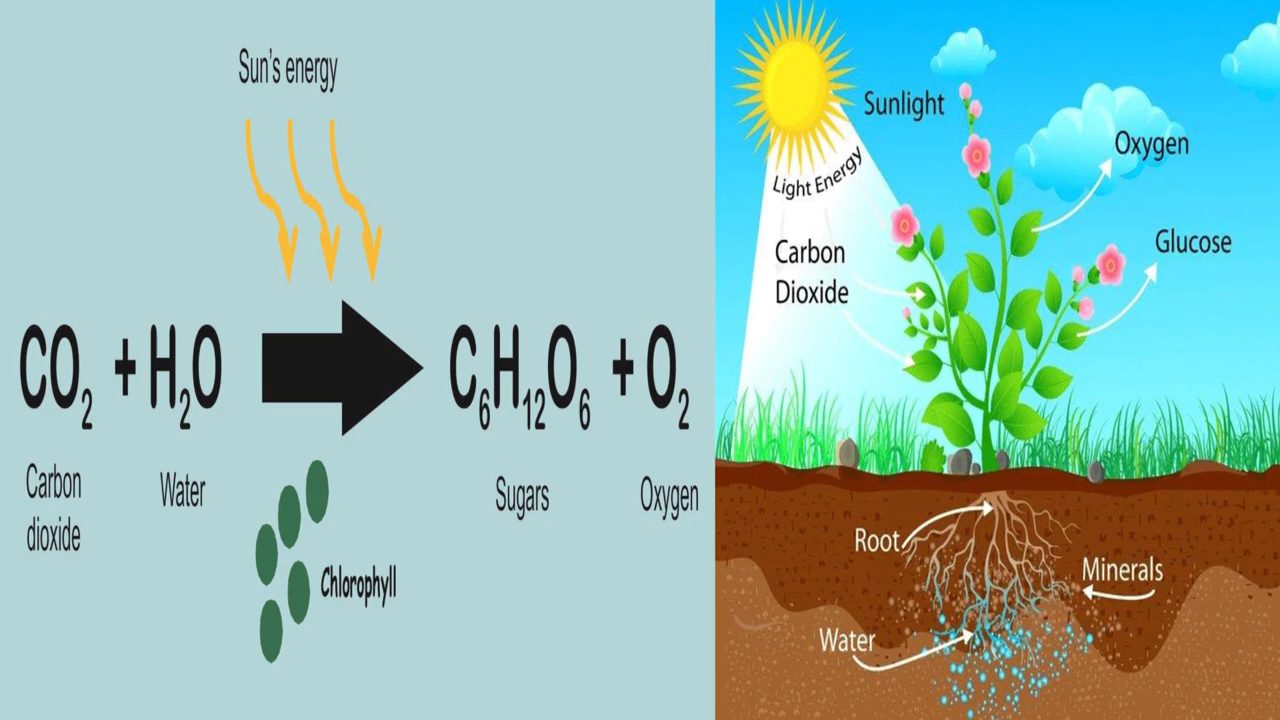 Sun's energy
CO₂ + H₂O
C₆H₁₂O₆ + O₂
Carbon
dioxide
Water
Sugars
Oxygen
Chlorophyll
Sunlight
Light Energy
Oxygen
Glucose
Carbon
Dioxide
Root
Minerals
Water